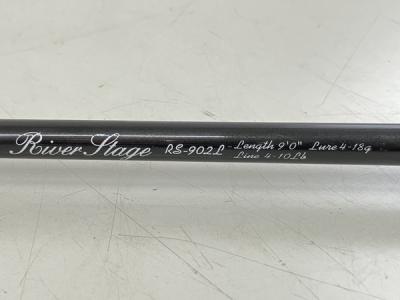 River Stage RS-902L Length 9'0" Lure 4-18g
Line 4-10Lb